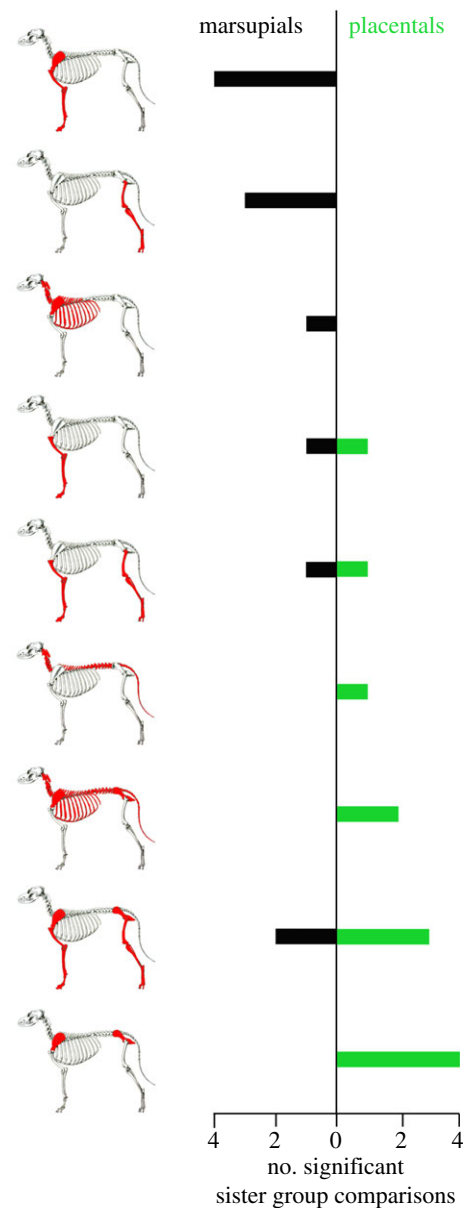 marsupials placentals
4 2 0 2 4
no. significant
sister group comparisons